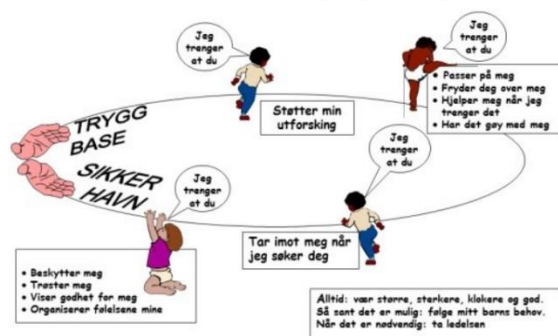 Jeg
trenger
at du
Støtter min
utforsking
Jeg
trenger
at du
• Passer på meg
• Fryder deg over meg
• Hjelper meg når jeg
trenger det
• Har det gøy med meg
TRYGG
BASE
SIKKER
HAVN
Jeg
trenger
at du
Tar imot meg når
jeg søker deg
Jeg
trenger
at du
• Beskytter meg
• Trøster meg
• Viser godhet for meg
• Organiserer følelsene mine
Alltid: vær større, sterkere, klokere og god.
Så sant det er mulig: følge mitt barns behov.
Når det er nødvendig: ta ledelsen